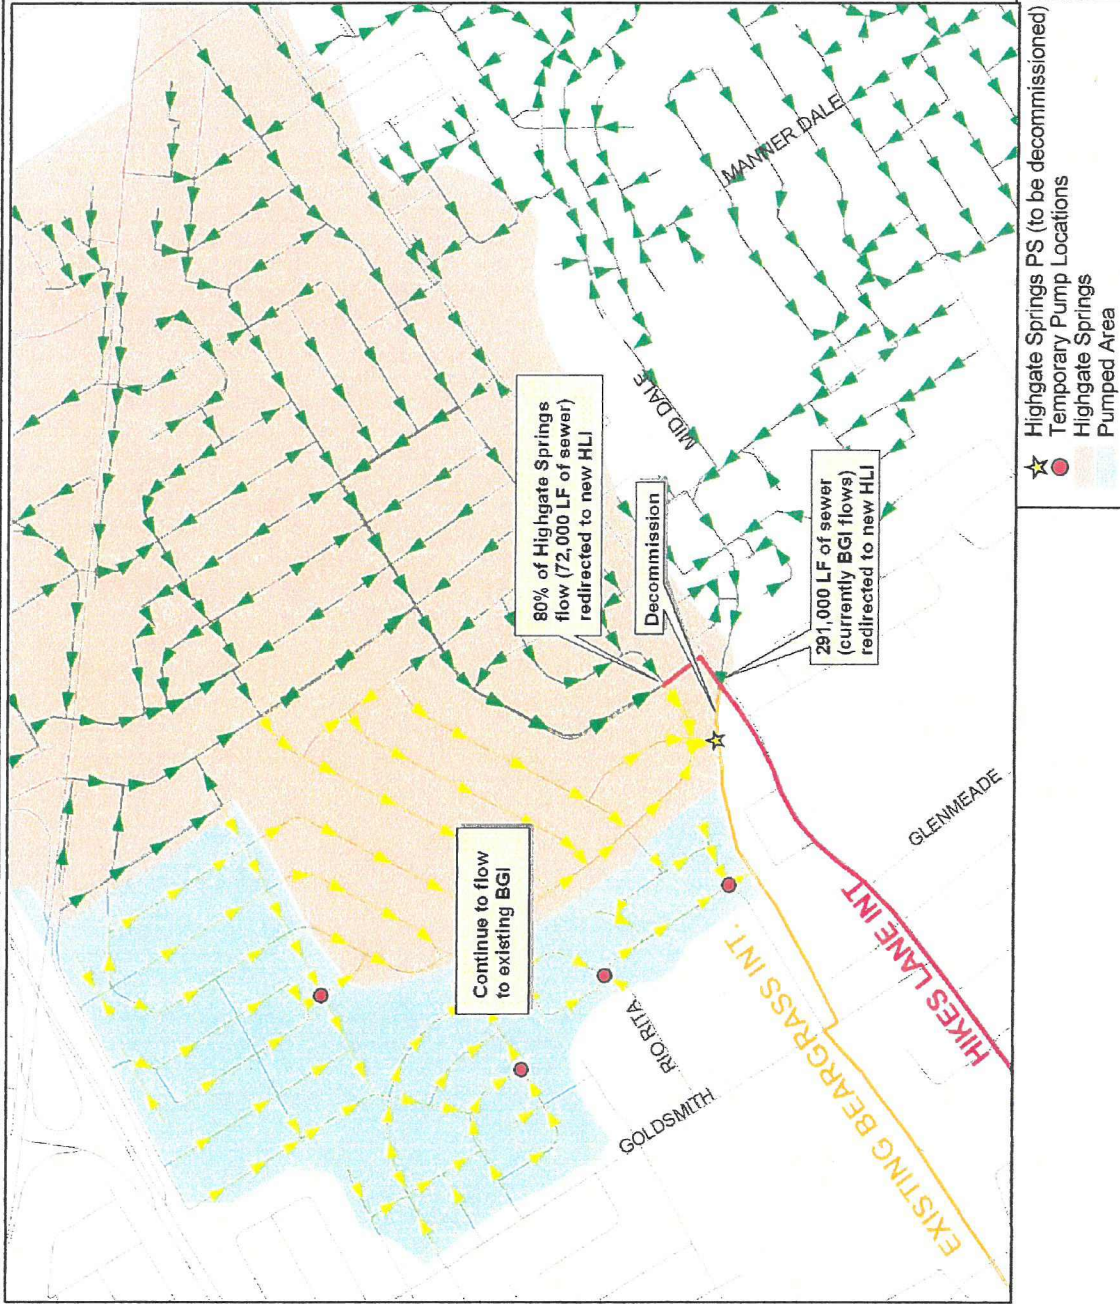 MANNER DALE
MID DALE
80% of Highgate Springs
flow (72,000 LF of sewer)
redirected to new HLI
Decommission
291,000 LF of sewer
(currently BGI flows)
redirected to new HLI
Continue to flow
to existing BGI
GLENMEADE
RIO RITA
GOLDSMITH
HIKES LANE INT
EXISTING BEARGRASS INT.
Highgate Springs PS (to be decommissioned)
Temporary Pump Locations
Highgate Springs
Pumped Area